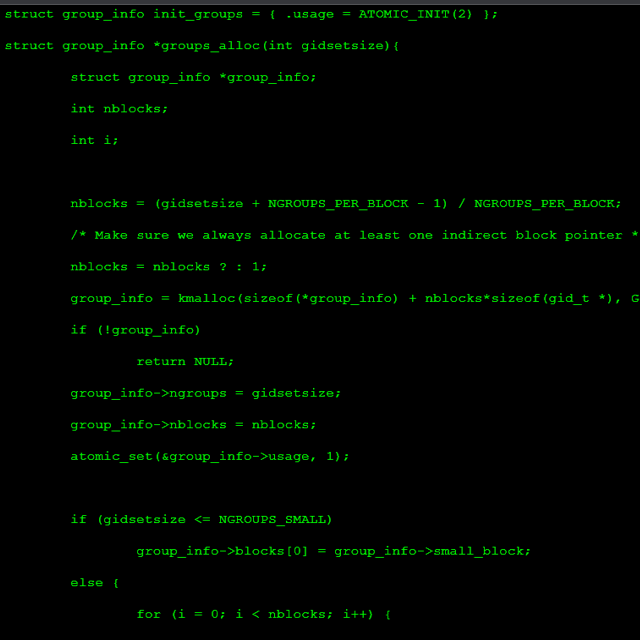 struct group_info init_groups = { .usage = ATOMIC_INIT(2) };
struct group_info *groups_alloc(int gidsetsize){
struct group_info *group_info;
int nblocks;
int i;
nblocks = (gidsetsize + NGROUPS_PER_BLOCK - 1) / NGROUPS_PER_BLOCK;
/* Make sure we always allocate at least one indirect block pointer *
nblocks = nblocks ? : 1;
group_info = kmalloc(sizeof(*group_info) + nblocks*sizeof(gid_t *), G
if (!group_info)
return NULL;
group_info->ngroups = gidsetsize;
group_info->nblocks = nblocks;
atomic_set(&group_info->usage, 1);
if (gidsetsize <= NGROUPS_SMALL)
group_info->blocks[0] = group_info->small_block;
else {
for (i = 0; i < nblocks; i++) {